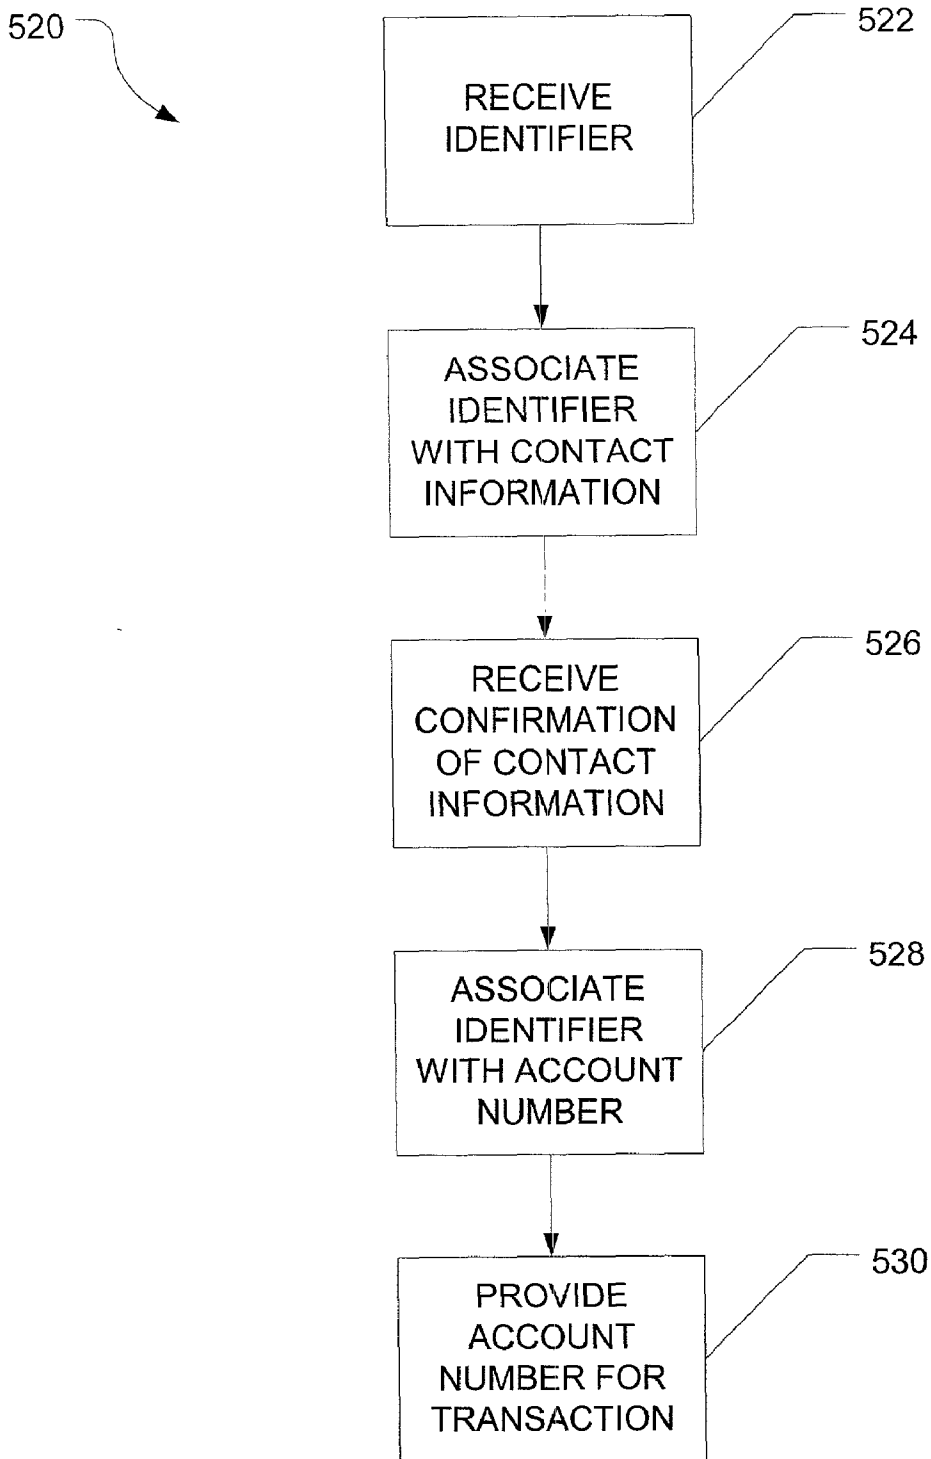 520
522
RECEIVE
IDENTIFIER
524
ASSOCIATE
IDENTIFIER
WITH CONTACT
INFORMATION
526
RECEIVE
CONFIRMATION
OF CONTACT
INFORMATION
528
ASSOCIATE
IDENTIFIER
WITH ACCOUNT
NUMBER
530
PROVIDE
ACCOUNT
NUMBER FOR
TRANSACTION